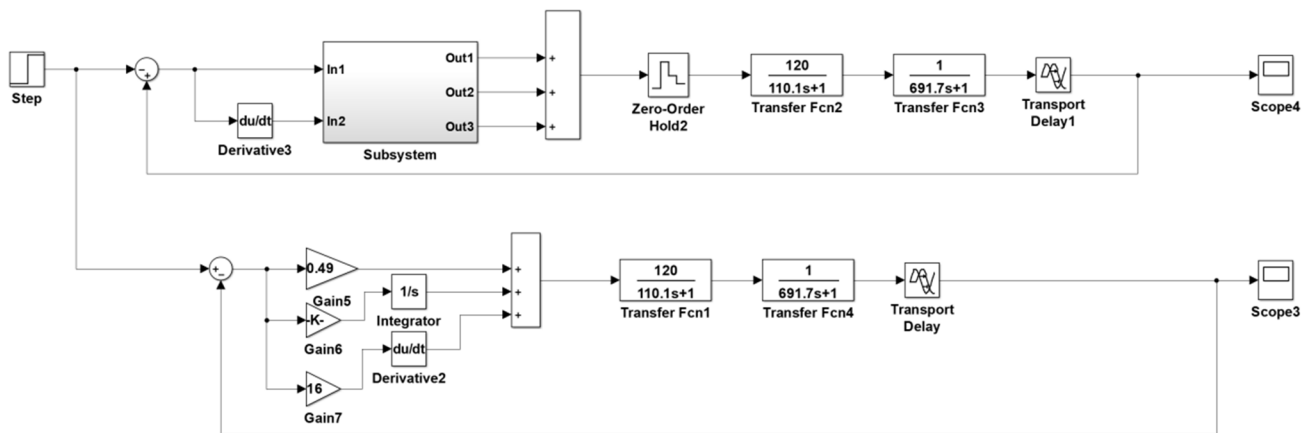 Step
-
+
du/dt
Derivative3
In1
In2
Out1
Out2
Out3
Subsystem
+
+
+
Zero-Order
Hold2
120
110.1s+1
Transfer Fcn2
1
691.7s+1
Transfer Fcn3
Transport
Delay1
Scope4
+
-
0.49
Gain5
-K-
Gain6
16
Gain7
1/s
Integrator
du/dt
Derivative2
+
+
+
120
110.1s+1
Transfer Fcn1
1
691.7s+1
Transfer Fcn4
Transport
Delay
Scope3